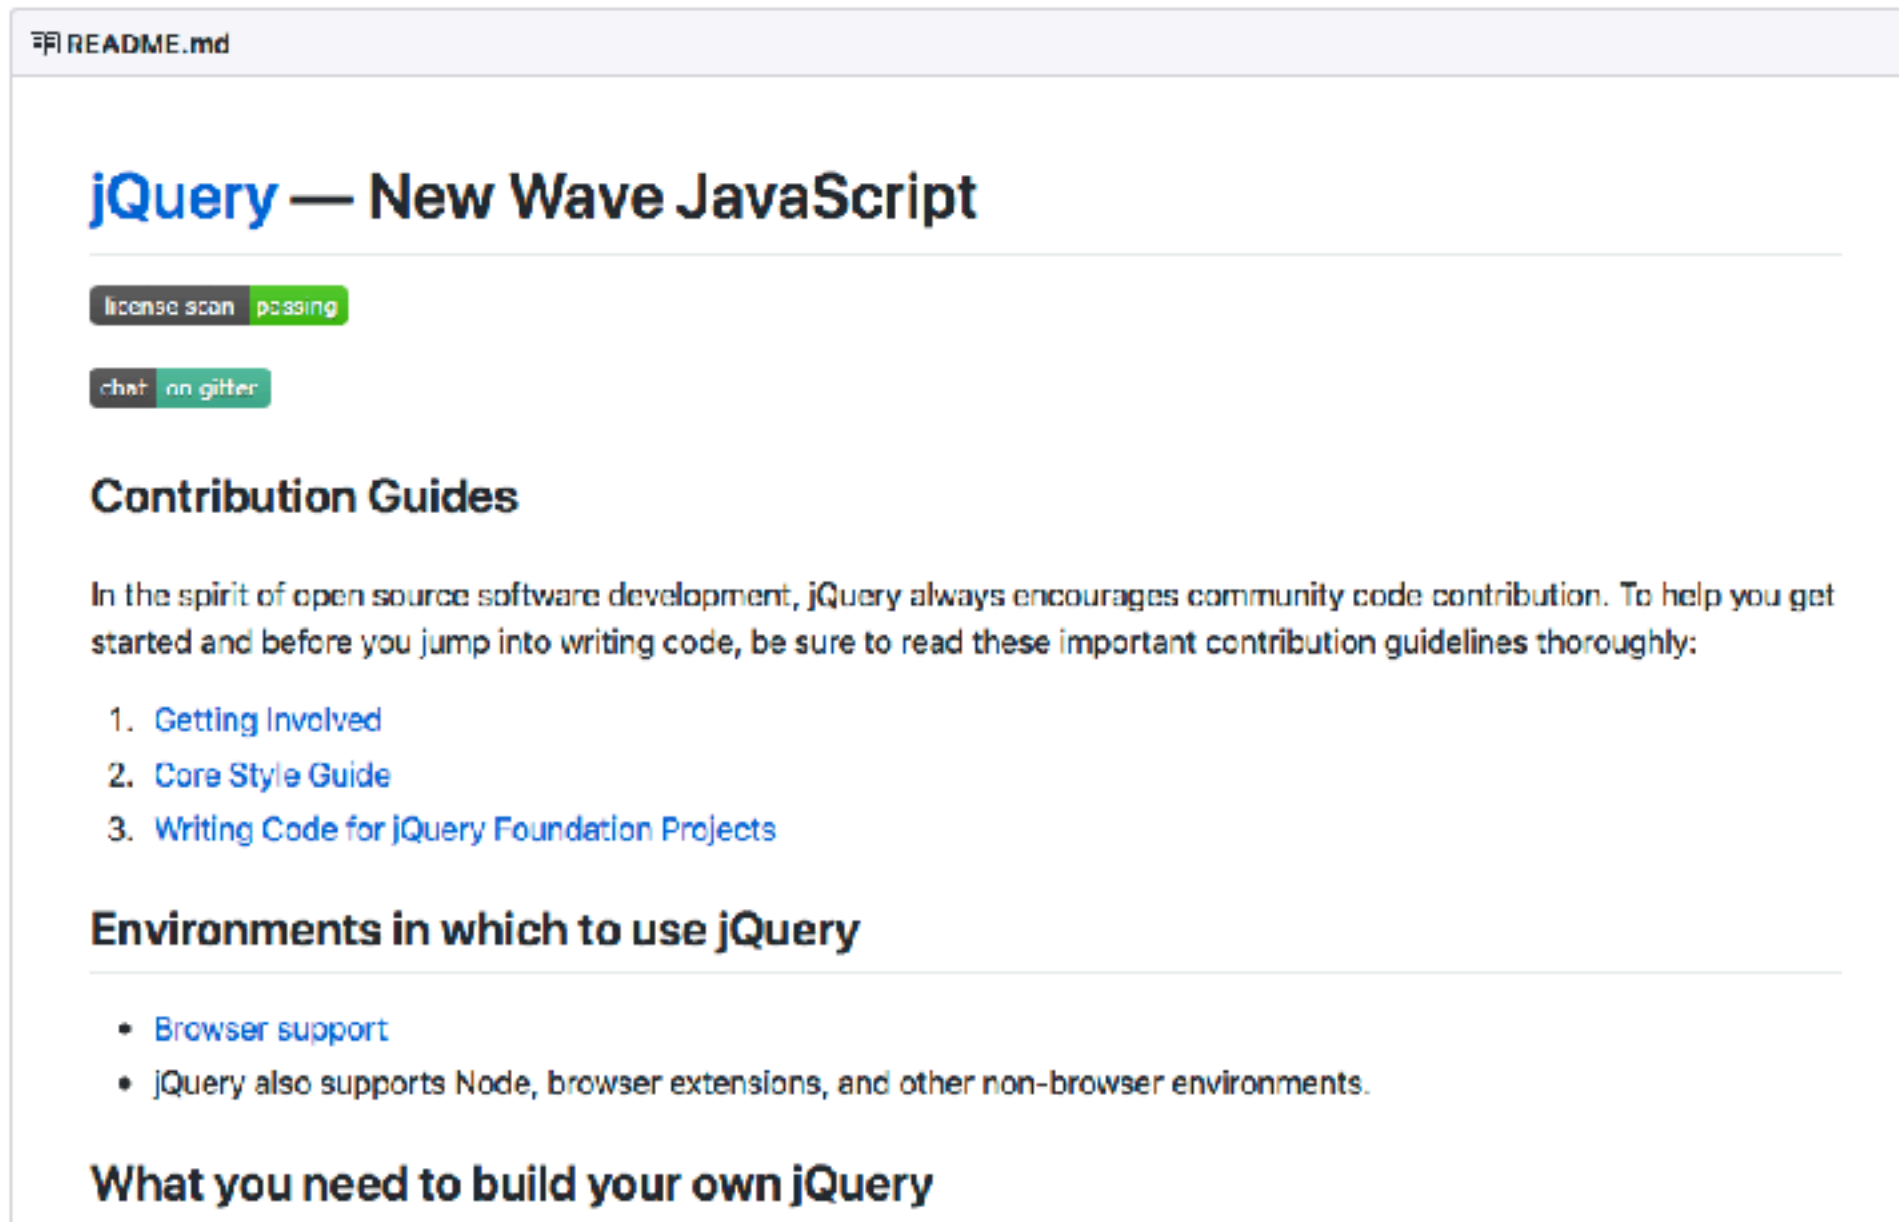 README.md
jQuery — New Wave JavaScript
license scan passing
chat on gitter
Contribution Guides
In the spirit of open source software development, jQuery always encourages community code contribution. To help you get
started and before you jump into writing code, be sure to read these important contribution guidelines thoroughly:
1. Getting Involved
2. Core Style Guide
3. Writing Code for jQuery Foundation Projects
Environments in which to use jQuery
• Browser support
• jQuery also supports Node, browser extensions, and other non-browser environments.
What you need to build your own jQuery